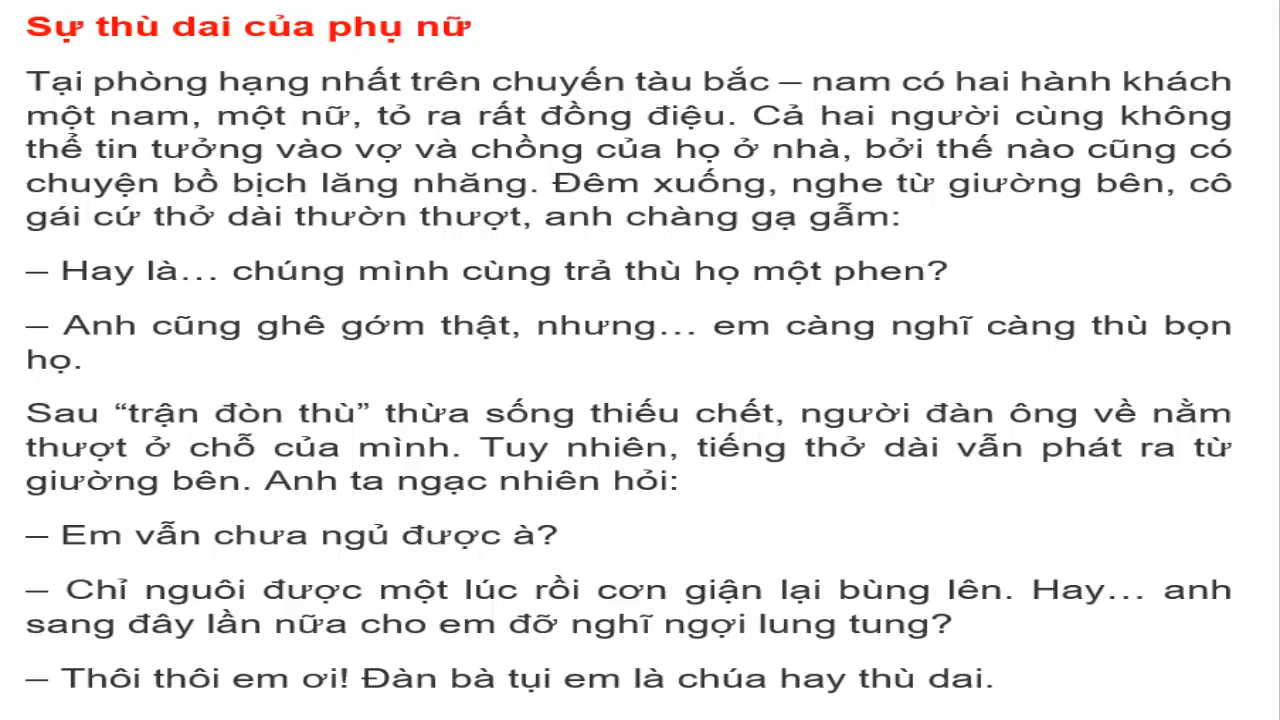 Sự thù dai của phụ nữ
Tại phòng hạng nhất trên chuyến tàu bắc – nam có hai hành khách
một nam, một nữ, tỏ ra rất đồng điệu. Cả hai người cùng không
thể tin tưởng vào vợ và chồng của họ ở nhà, bởi thế nào cũng có
chuyện bồ bịch lăng nhăng. Đêm xuống, nghe từ giường bên, cô
gái cứ thở dài thườn thượt, anh chàng gạ gẫm:
– Hay là… chúng mình cùng trả thù họ một phen?
– Anh cũng ghê gớm thật, nhưng… em càng nghĩ càng thù bọn
họ.
Sau “trận đòn thù” thừa sống thiếu chết, người đàn ông về nằm
thượt ở chỗ của mình. Tuy nhiên, tiếng thở dài vẫn phát ra từ
giường bên. Anh ta ngạc nhiên hỏi:
– Em vẫn chưa ngủ được à?
– Chỉ nguôi được một lúc rồi cơn giận lại bùng lên. Hay… anh
sang đây lần nữa cho em đỡ nghĩ ngợi lung tung?
– Thôi thôi em ơi! Đàn bà tụi em là chúa hay thù dai.